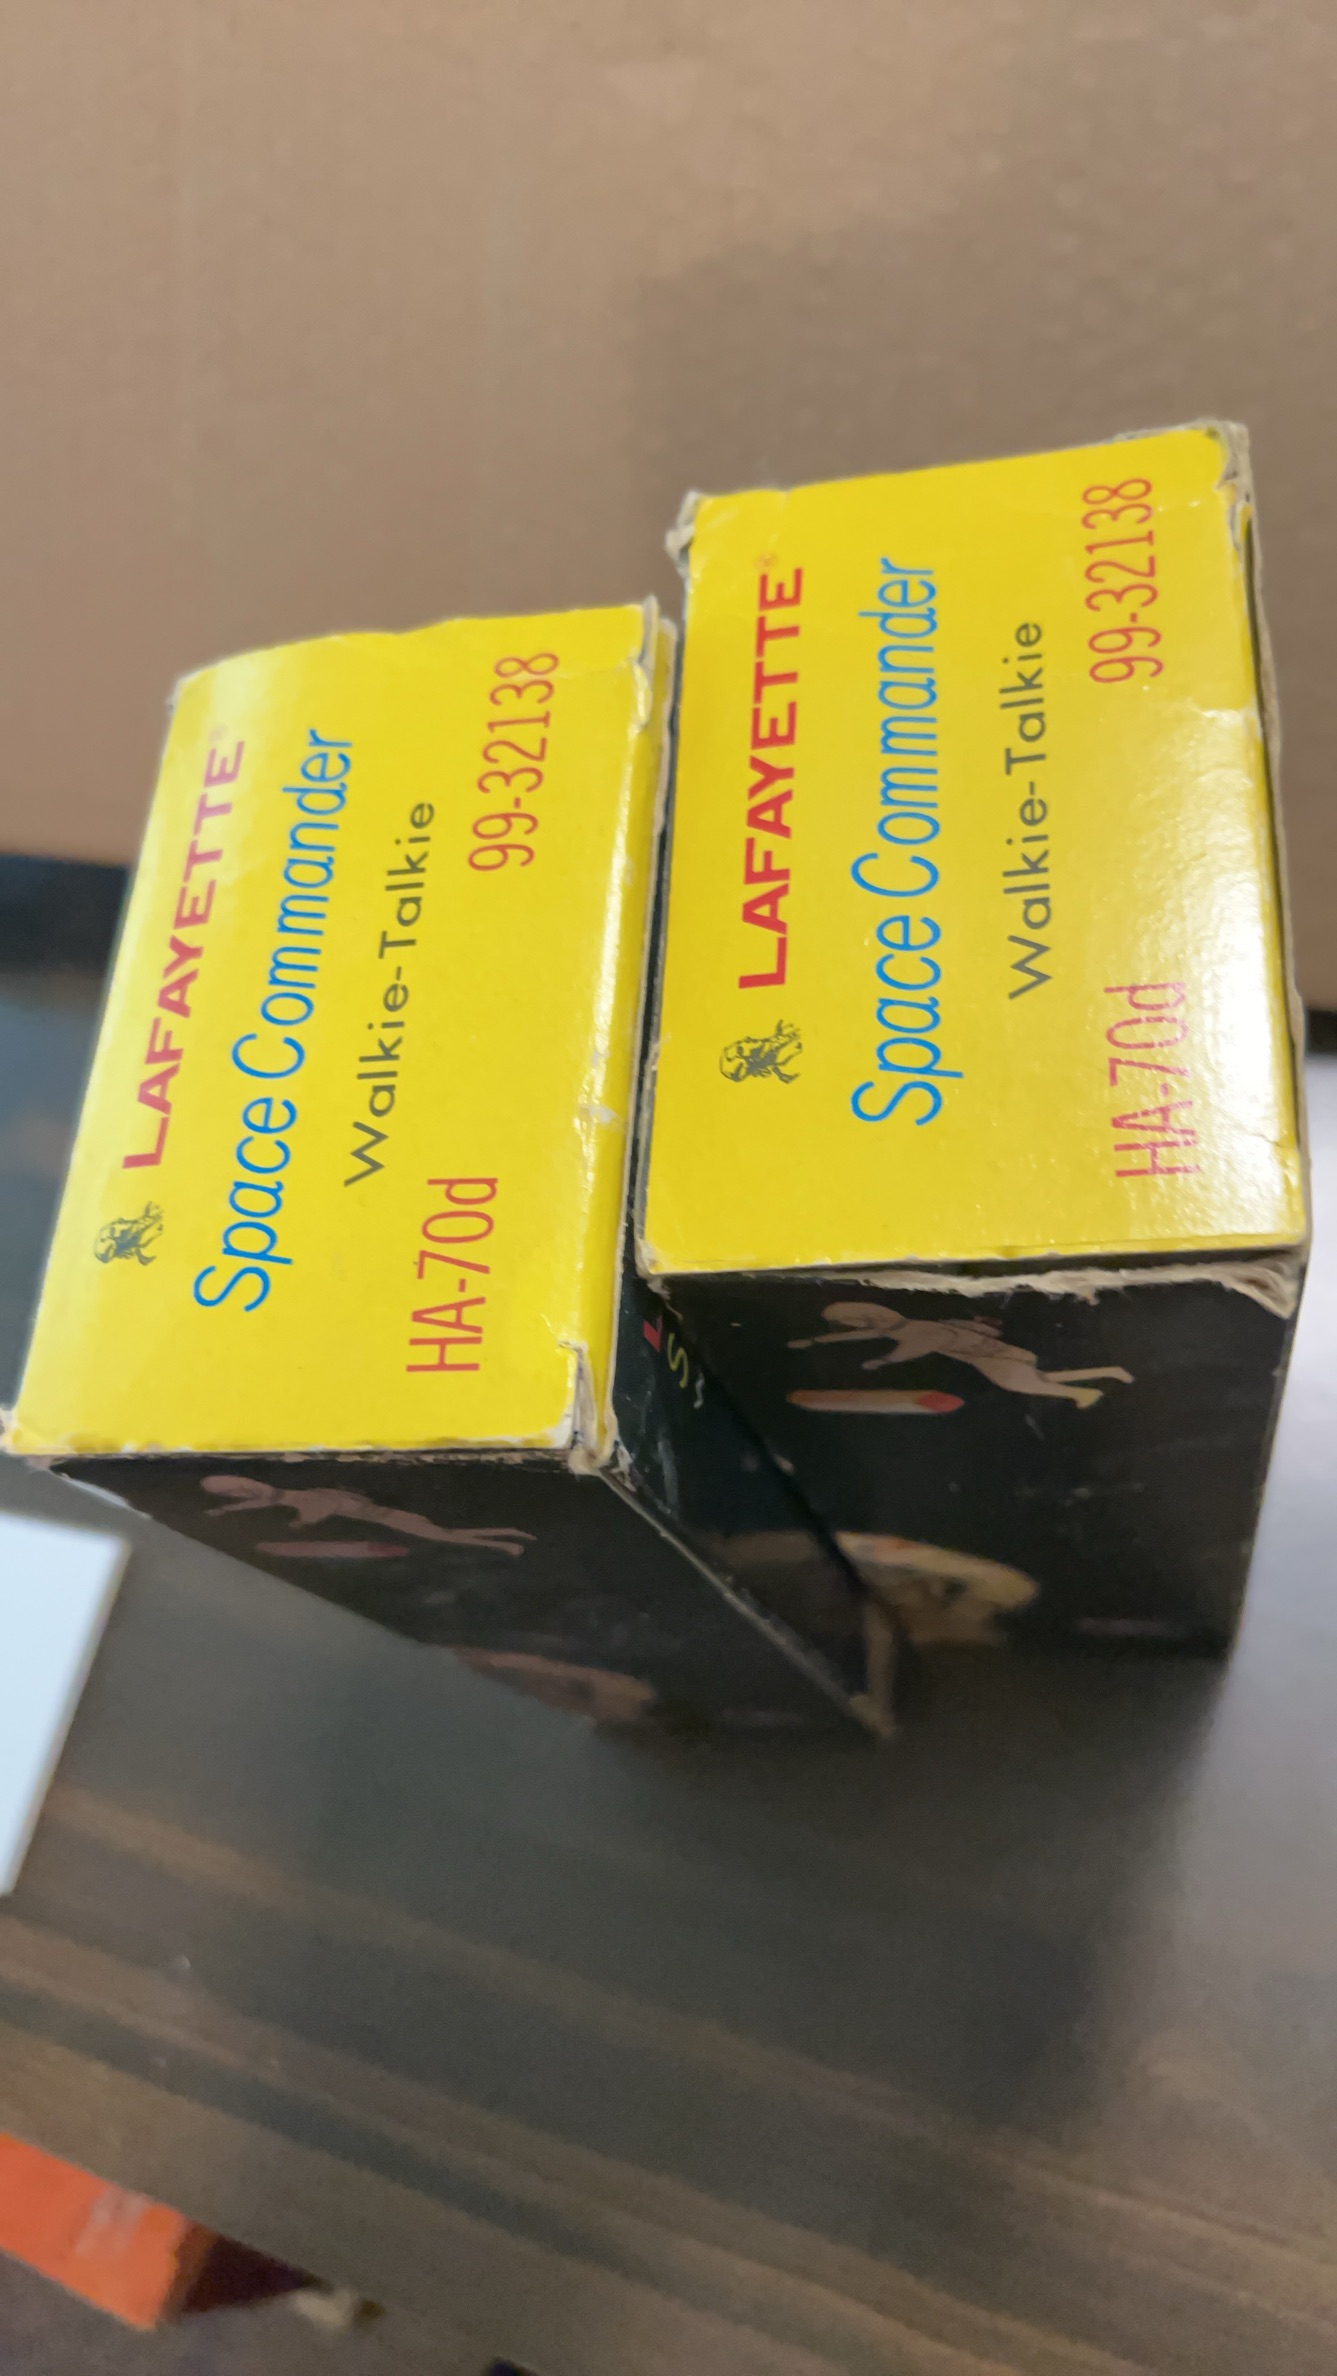 LAFAYETTE®
Space Commander
Walkie-Talkie
HA-70d 99-32138
LAFAYETTE®
Space Commander
Walkie-Talkie
HA-70d 99-32138